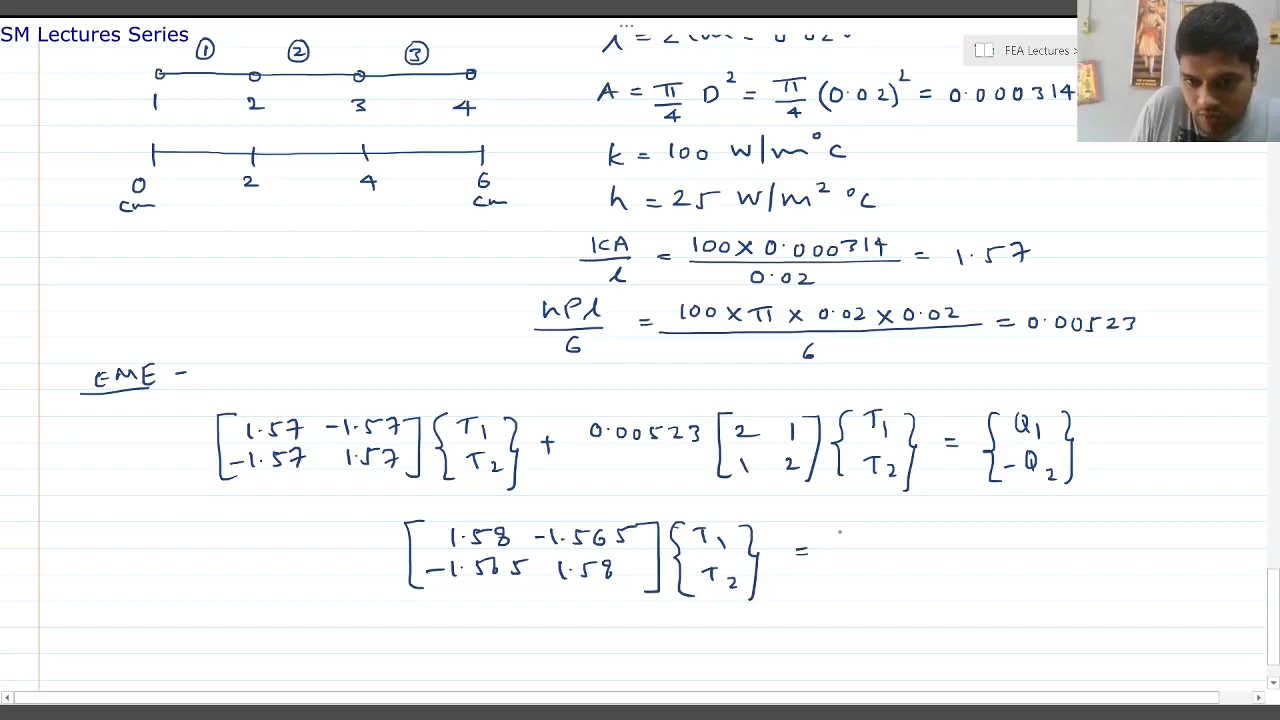 SM Lectures Series
FEA Lectures >
① ② ③
1 2 3 4
0 2 4 6
cm cm
A = π/4 D² = π/4 (0.02)² = 0.000314
k = 100 W/m°C
h = 25 W/m² °C
kA/l = 100 × 0.000314 / 0.02 = 1.57
hPl/6 = 100 × π × 0.02 × 0.02 / 6 = 0.00523
EME -
[1.57 -1.57; -1.57 1.57] {T₁; T₂} + 0.00523 [2 1; 1 2] {T₁; T₂} = {Q₁; -Q₂}
[1.58 -1.565; -1.565 1.58] {T₁; T₂} =